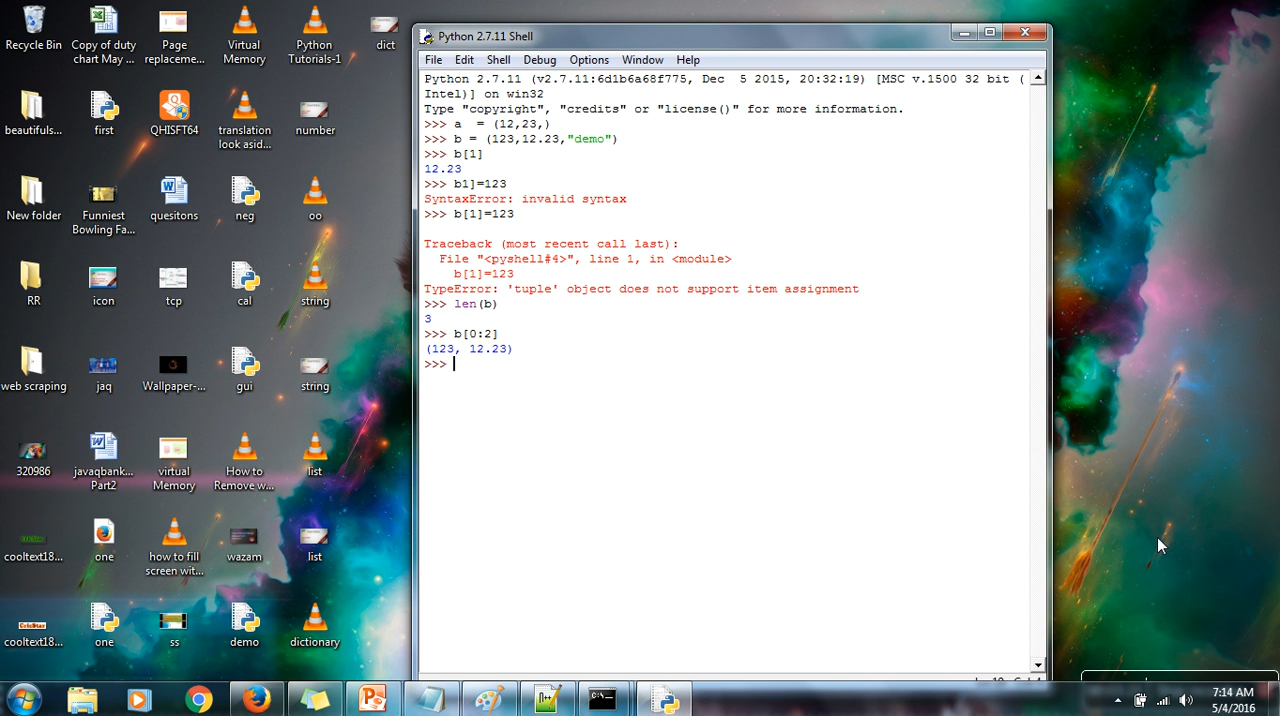 Recycle Bin
Copy of duty
chart May ...
Page
replaceme...
Virtual
Memory
Python
Tutorials-1
dict
beautifuls...
first
QHISFT64
translation
look asid...
number
New folder
Funniest
Bowling Fa...
quesitons
neg
oo
RR
icon
tcp
cal
string
web scraping
jaq
Wallpaper-...
gui
string
320986
javaqbank...
Part2
virtual
Memory
How to
Remove w...
list
cooltext18...
one
how to fill
screen wit...
wazam
list
cooltext18...
one
ss
demo
dictionary
Python 2.7.11 Shell
File Edit Shell Debug Options Window Help
Python 2.7.11 (v2.7.11:6d1b6a68f775, Dec  5 2015, 20:32:19) [MSC v.1500 32 bit (
Intel)] on win32
Type "copyright", "credits" or "license()" for more information.
>>> a  = (12,23,)
>>> b = (123,12.23,"demo")
>>> b[1]
12.23
>>> b1]=123
SyntaxError: invalid syntax
>>> b[1]=123
Traceback (most recent call last):
  File "<pyshell#4>", line 1, in <module>
    b[1]=123
TypeError: 'tuple' object does not support item assignment
>>> len(b)
3
>>> b[0:2]
(123, 12.23)
>>>
7:14 AM
5/4/2016